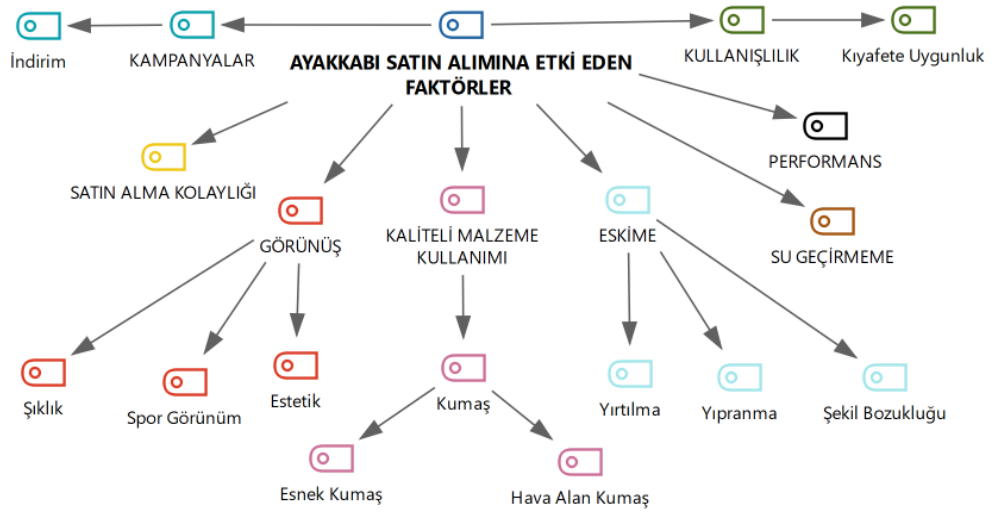 İndirim
KAMPANYALAR
AYAKKABI SATIN ALIMINA ETKİ EDEN
FAKTÖRLER
KULLANIŞLILIK
Kıyafete Uygunluk
PERFORMANS
SATIN ALMA KOLAYLIĞI
GÖRÜNÜŞ
KALİTELİ MALZEME
KULLANIMI
ESKİME
SU GEÇİRMEME
Şıklık
Spor Görünüm
Estetik
Kumaş
Yırtılma
Yıpranma
Şekil Bozukluğu
Esnek Kumaş
Hava Alan Kumaş